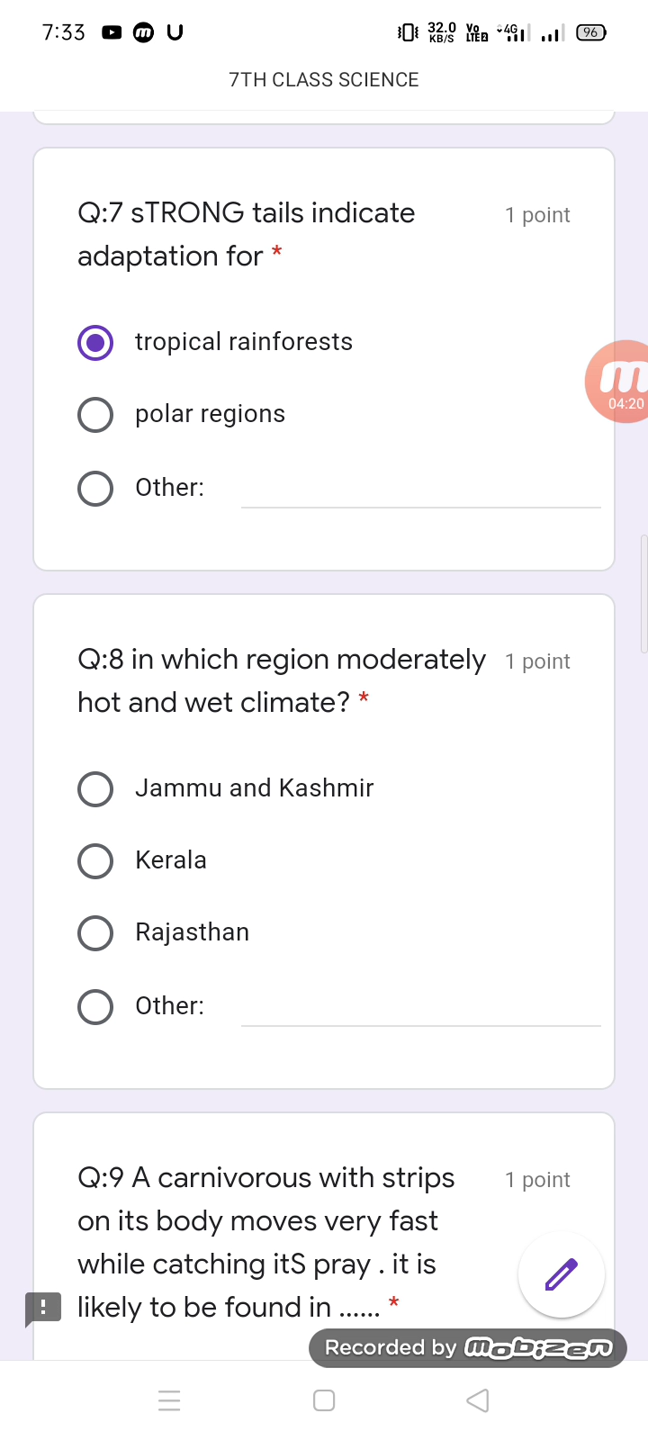 7:33 m U 32.0 KB/S Vo LTE 4G 96
7TH CLASS SCIENCE
Q:7 sTRONG tails indicate 1 point
adaptation for *
tropical rainforests
m
04:20
polar regions
Other:
Q:8 in which region moderately 1 point
hot and wet climate? *
Jammu and Kashmir
Kerala
Rajasthan
Other:
Q:9 A carnivorous with strips 1 point
on its body moves very fast
while catching itS pray . it is
likely to be found in ...... *
Recorded by mobizen